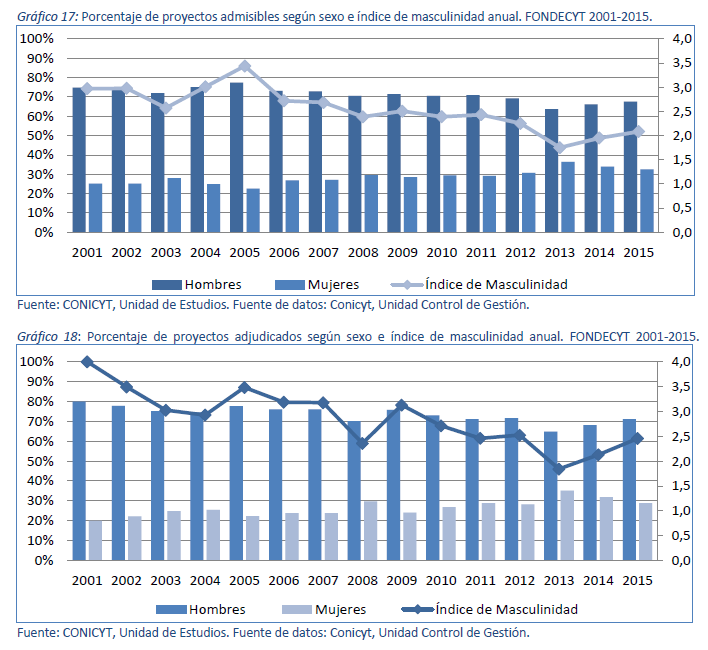 Gráfico 17: Porcentaje de proyectos admisibles según sexo e índice de masculinidad anual. FONDECYT 2001-2015.
100% 4,0
90% 3,5
80% 3,0
70% 2,5
60%
50% 2,0
40% 1,5
30% 1,0
20% 0,5
10% 0,0
0%
2001 2002 2003 2004 2005 2006 2007 2008 2009 2010 2011 2012 2013 2014 2015
Hombres Mujeres Índice de Masculinidad
Fuente: CONICYT, Unidad de Estudios. Fuente de datos: Conicyt, Unidad Control de Gestión.
Gráfico 18: Porcentaje de proyectos adjudicados según sexo e índice de masculinidad anual. FONDECYT 2001-2015.
100% 4,0
90% 3,5
80% 3,0
70% 2,5
60%
50% 2,0
40% 1,5
30% 1,0
20% 0,5
10% 0,0
0%
2001 2002 2003 2004 2005 2006 2007 2008 2009 2010 2011 2012 2013 2014 2015
Hombres Mujeres Índice de Masculinidad
Fuente: CONICYT, Unidad de Estudios. Fuente de datos: Conicyt, Unidad Control de Gestión.